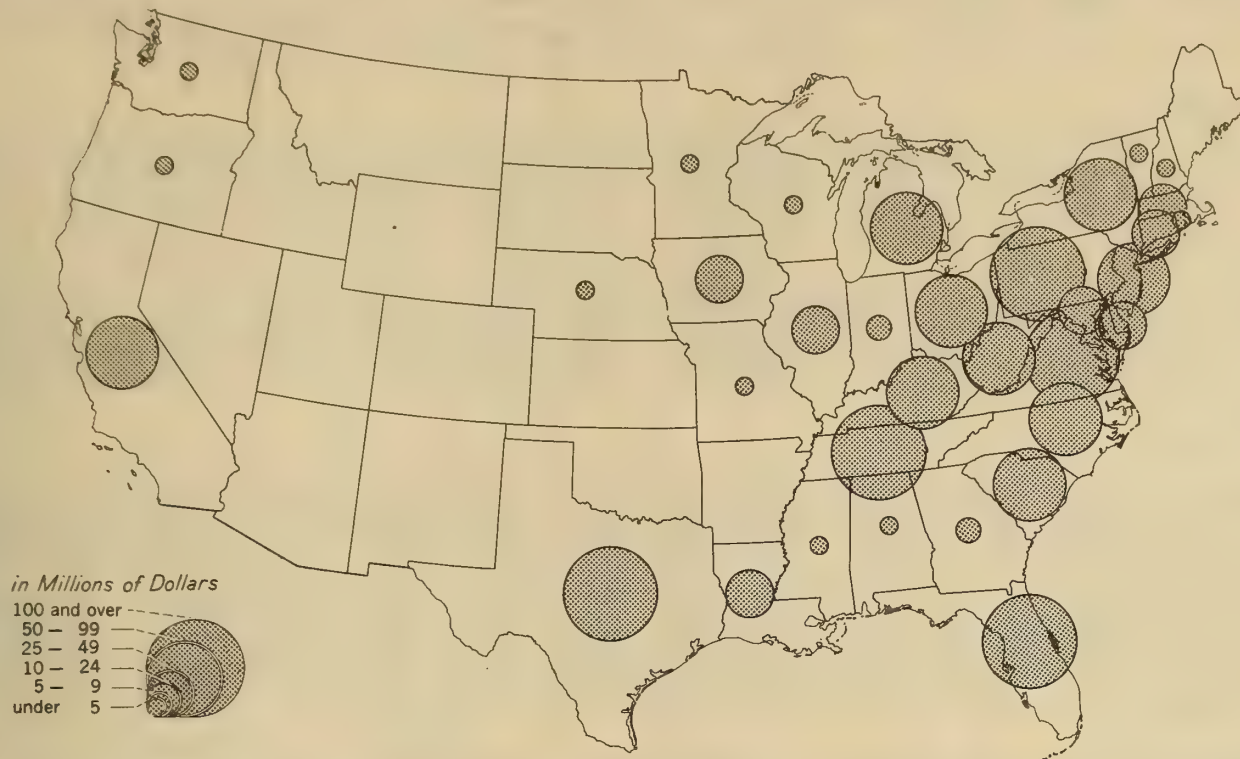 in Millions of Dollars
100 and over
50 – 99
25 – 49
10 – 24
5 – 9
under 5